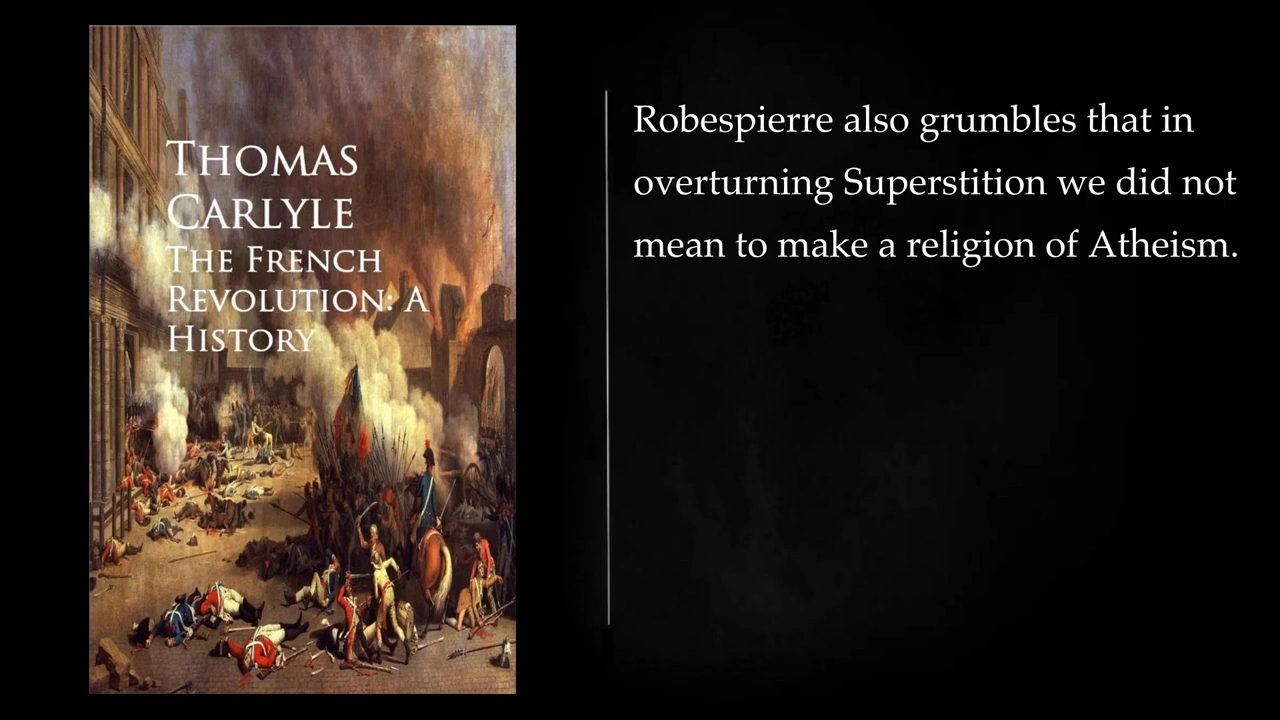 THOMAS
CARLYLE
THE FRENCH
REVOLUTION: A
HISTORY
Robespierre also grumbles that in
overturning Superstition we did not
mean to make a religion of Atheism.